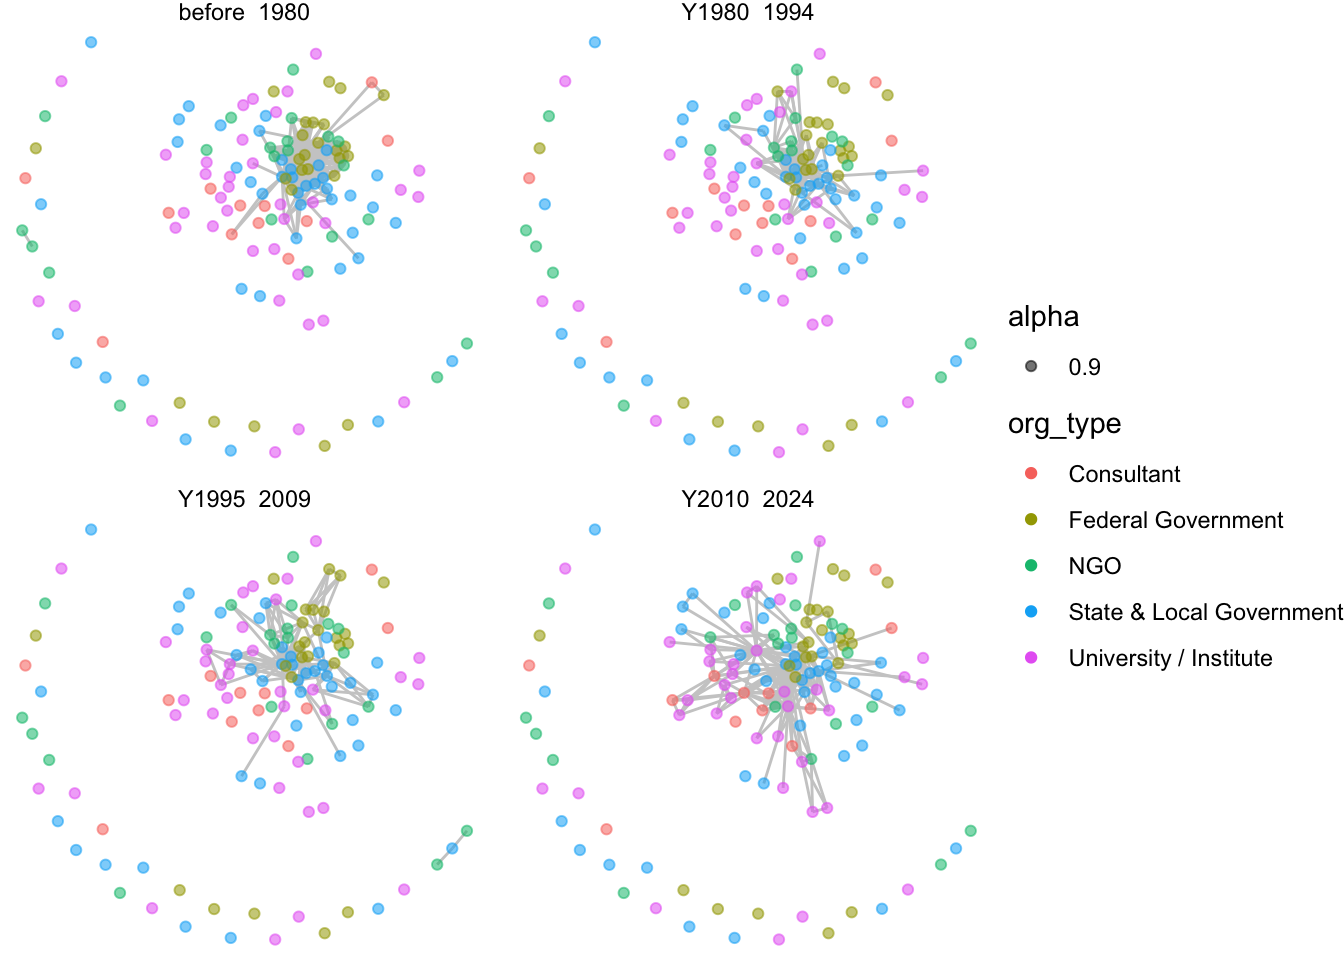 before  1980
Y1980  1994
Y1995  2009
Y2010  2024
alpha
0.9
org_type
Consultant
Federal Government
NGO
State & Local Government
University / Institute